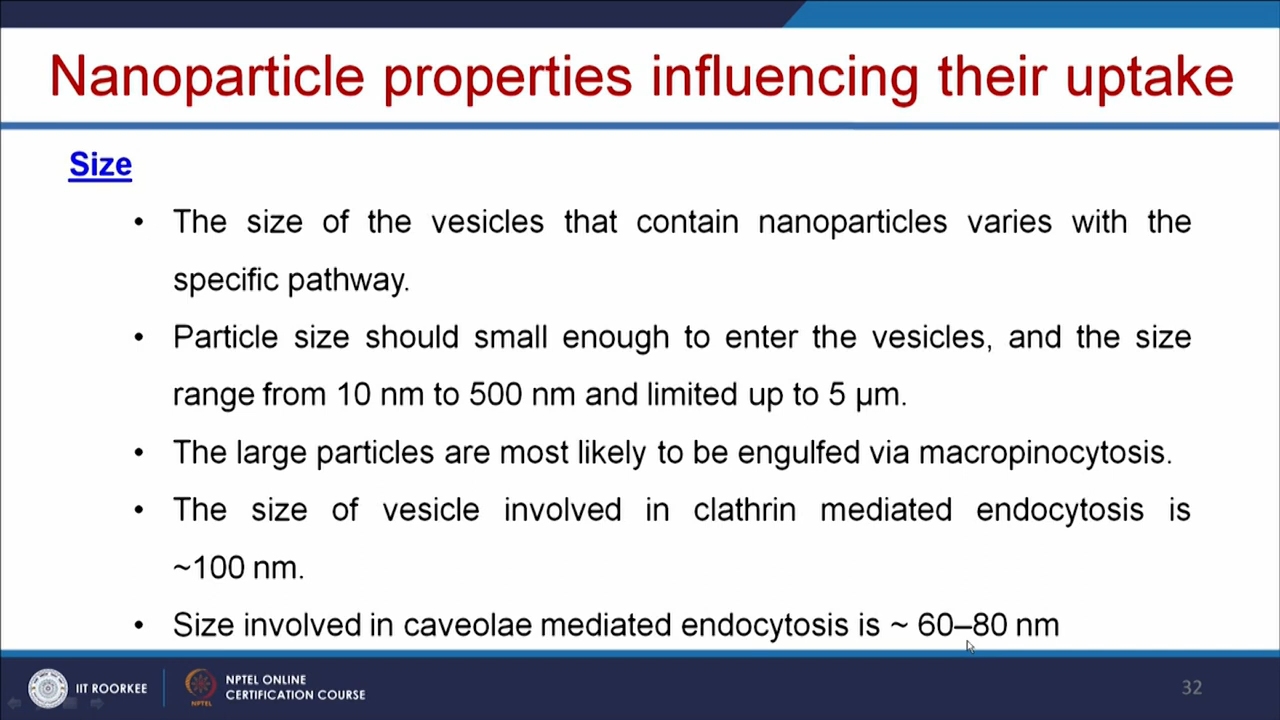 Nanoparticle properties influencing their uptake
Size
• The size of the vesicles that contain nanoparticles varies with the
specific pathway.
• Particle size should small enough to enter the vesicles, and the size
range from 10 nm to 500 nm and limited up to 5 µm.
• The large particles are most likely to be engulfed via macropinocytosis.
• The size of vesicle involved in clathrin mediated endocytosis is
~100 nm.
• Size involved in caveolae mediated endocytosis is ~ 60–80 nm
IIT ROORKEE
NPTEL
NPTEL ONLINE
CERTIFICATION COURSE
32